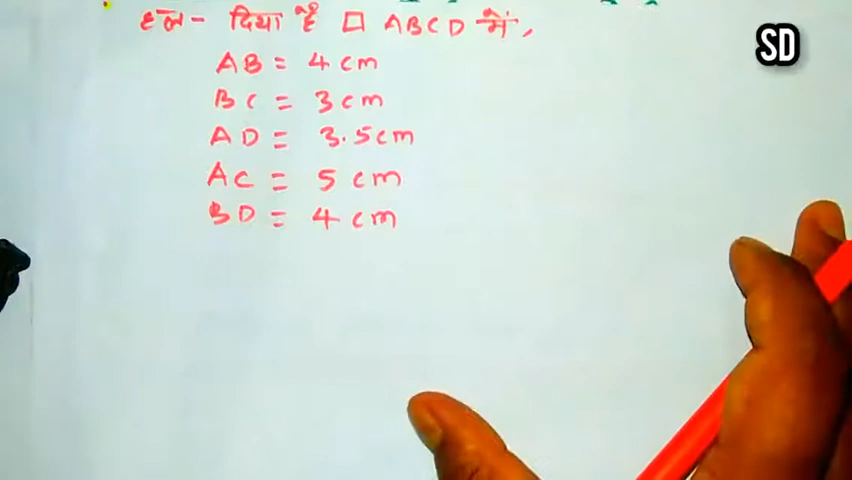 हल- दिया है □ ABCD में,
AB = 4 cm
BC = 3 cm
AD = 3.5 cm
AC = 5 cm
BD = 4 cm
SD